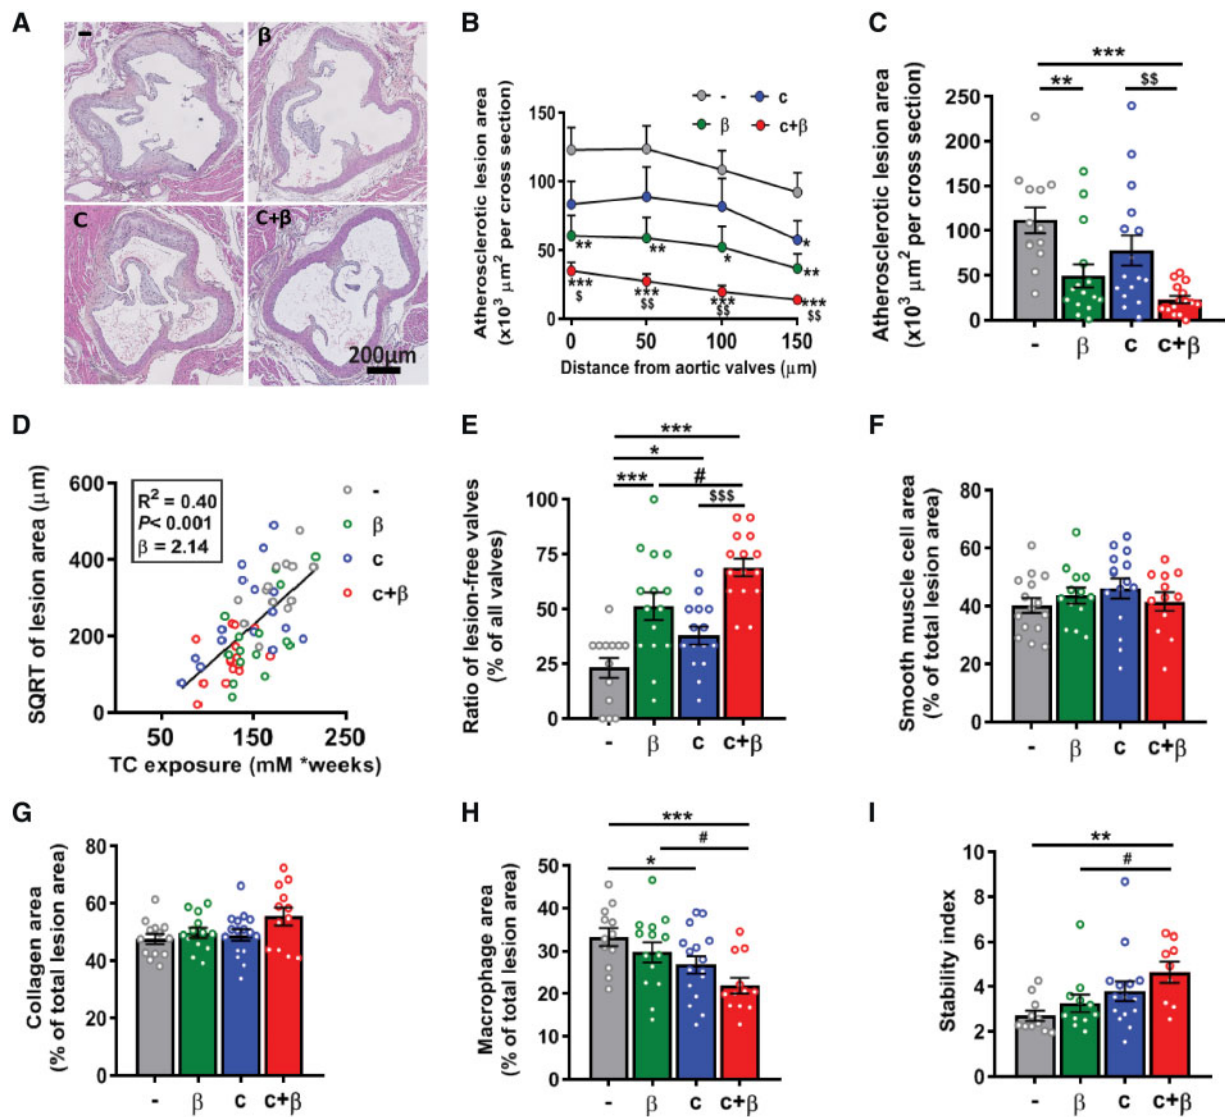 A
-
β
C
C+β
200µm
B
Atherosclerotic lesion area
(x10³ µm² per cross section)
- c
β c+β
150
100
50
0
** ** * * **
*** *** *** ***
$ $$ $$ $$
0 50 100 150
Distance from aortic valves (µm)
C
Atherosclerotic lesion area
(x10³ µm² per cross section)
***
** $$
250
200
150
100
50
0
- β c c+β
D
SQRT of lesion area (µm)
600
400
200
0
R² = 0.40
P< 0.001
β = 2.14
-
β
c
c+β
50 150 250
TC exposure (mM *weeks)
E
Ratio of lesion-free valves
(% of all valves)
***
*
*** #
$$$
100
75
50
25
0
- β c c+β
F
Smooth muscle cell area
(% of total lesion area)
80
60
40
20
0
- β c c+β
G
Collagen area
(% of total lesion area)
80
60
40
20
0
- β c c+β
H
Macrophage area
(% of total lesion area)
***
#
*
50
40
30
20
10
0
- β c c+β
I
Stability index
**
#
10
8
6
4
2
0
- β c c+β